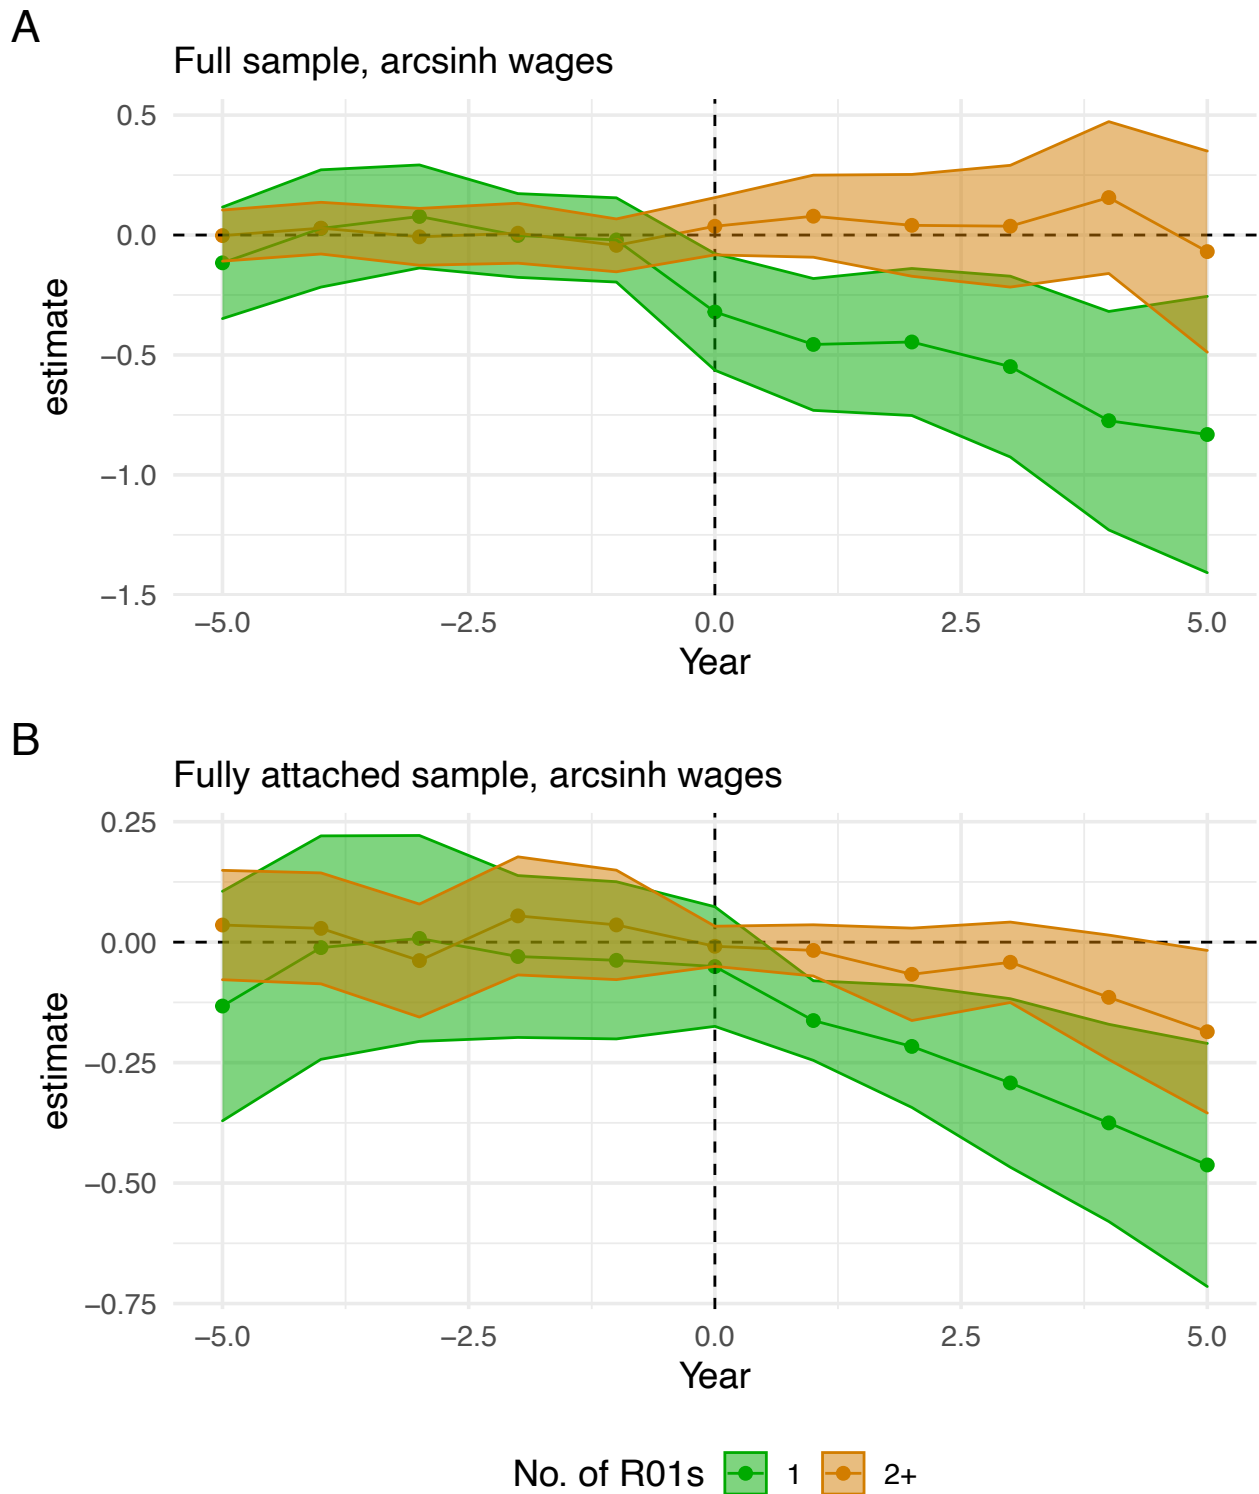 A
Full sample, arcsinh wages
0.5
0.0
−0.5
−1.0
−1.5
estimate
−5.0 −2.5 0.0 2.5 5.0
Year
B
Fully attached sample, arcsinh wages
0.25
0.00
−0.25
−0.50
−0.75
estimate
−5.0 −2.5 0.0 2.5 5.0
Year
No. of R01s 1 2+